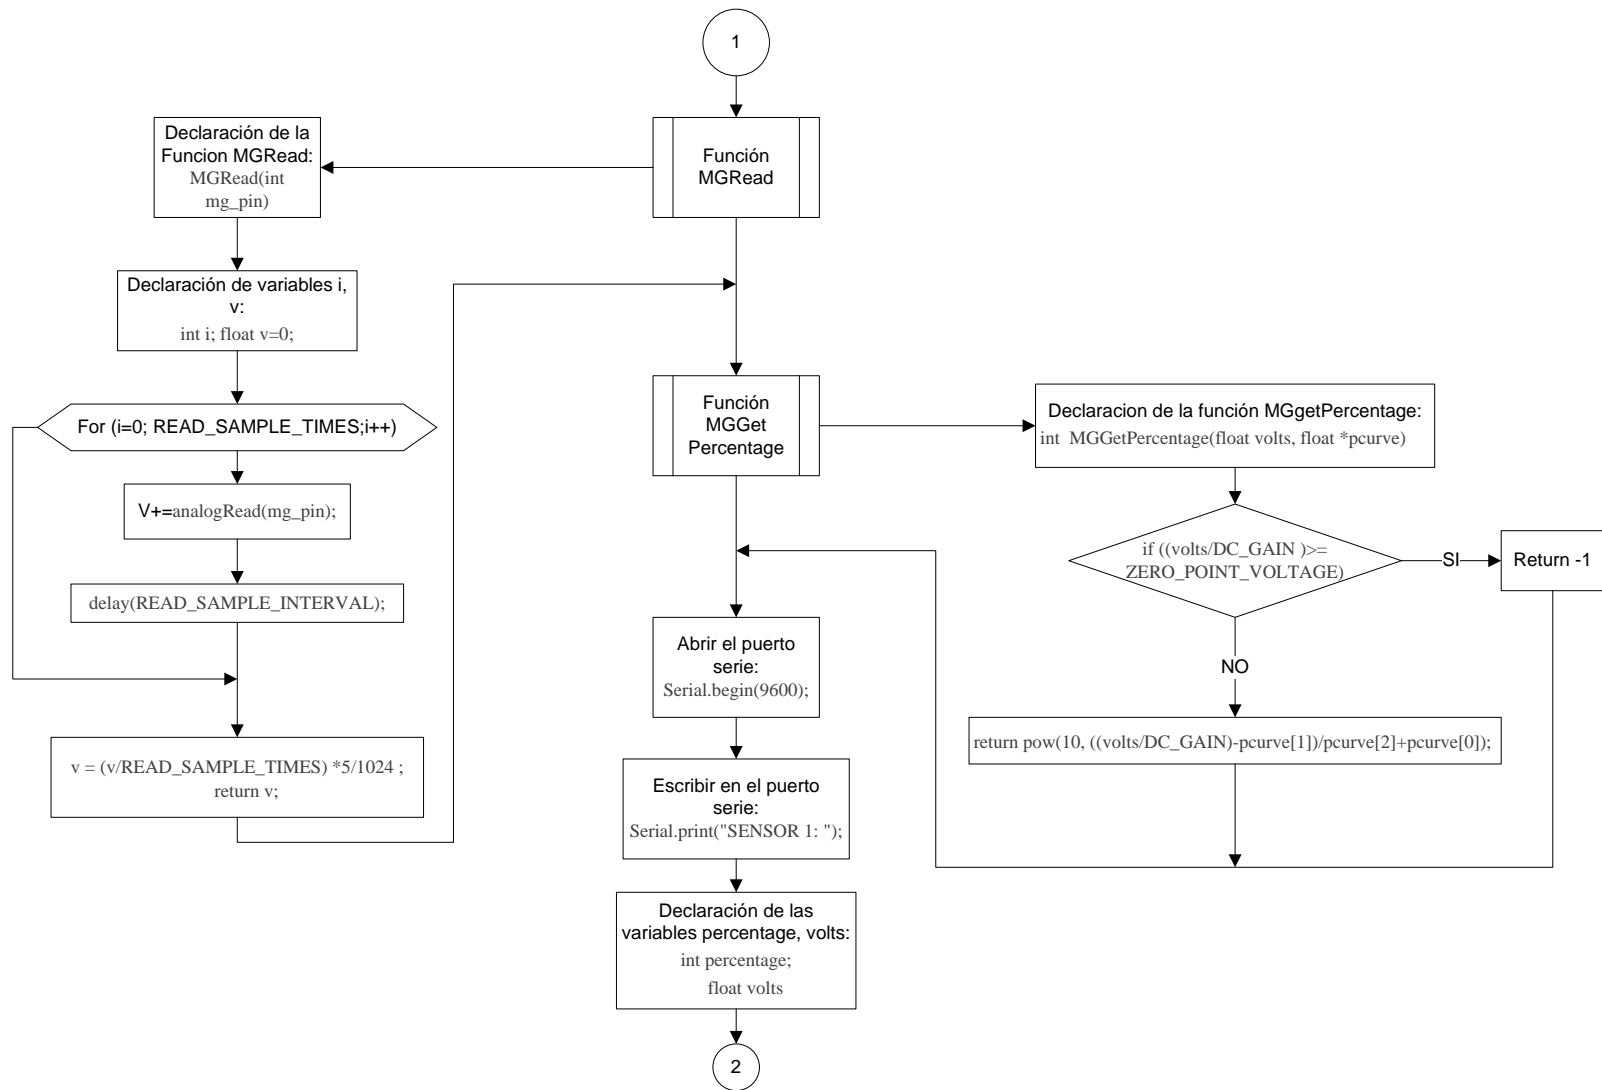 1
Función
MGRead
Declaración de la
Funcion MGRead:
MGRead(int
mg_pin)
Declaración de variables i,
v:
int i; float v=0;
For (i=0; READ_SAMPLE_TIMES;i++)
V+=analogRead(mg_pin);
delay(READ_SAMPLE_INTERVAL);
v = (v/READ_SAMPLE_TIMES) *5/1024 ;
return v;
Función
MGGet
Percentage
Declaracion de la función MGgetPercentage:
int  MGGetPercentage(float volts, float *pcurve)
if ((volts/DC_GAIN )>=
ZERO_POINT_VOLTAGE)
SI
Return -1
NO
return pow(10, ((volts/DC_GAIN)-pcurve[1])/pcurve[2]+pcurve[0]);
Abrir el puerto
serie:
Serial.begin(9600);
Escribir en el puerto
serie:
Serial.print("SENSOR 1: ");
Declaración de las
variables percentage, volts:
int percentage;
float volts
2